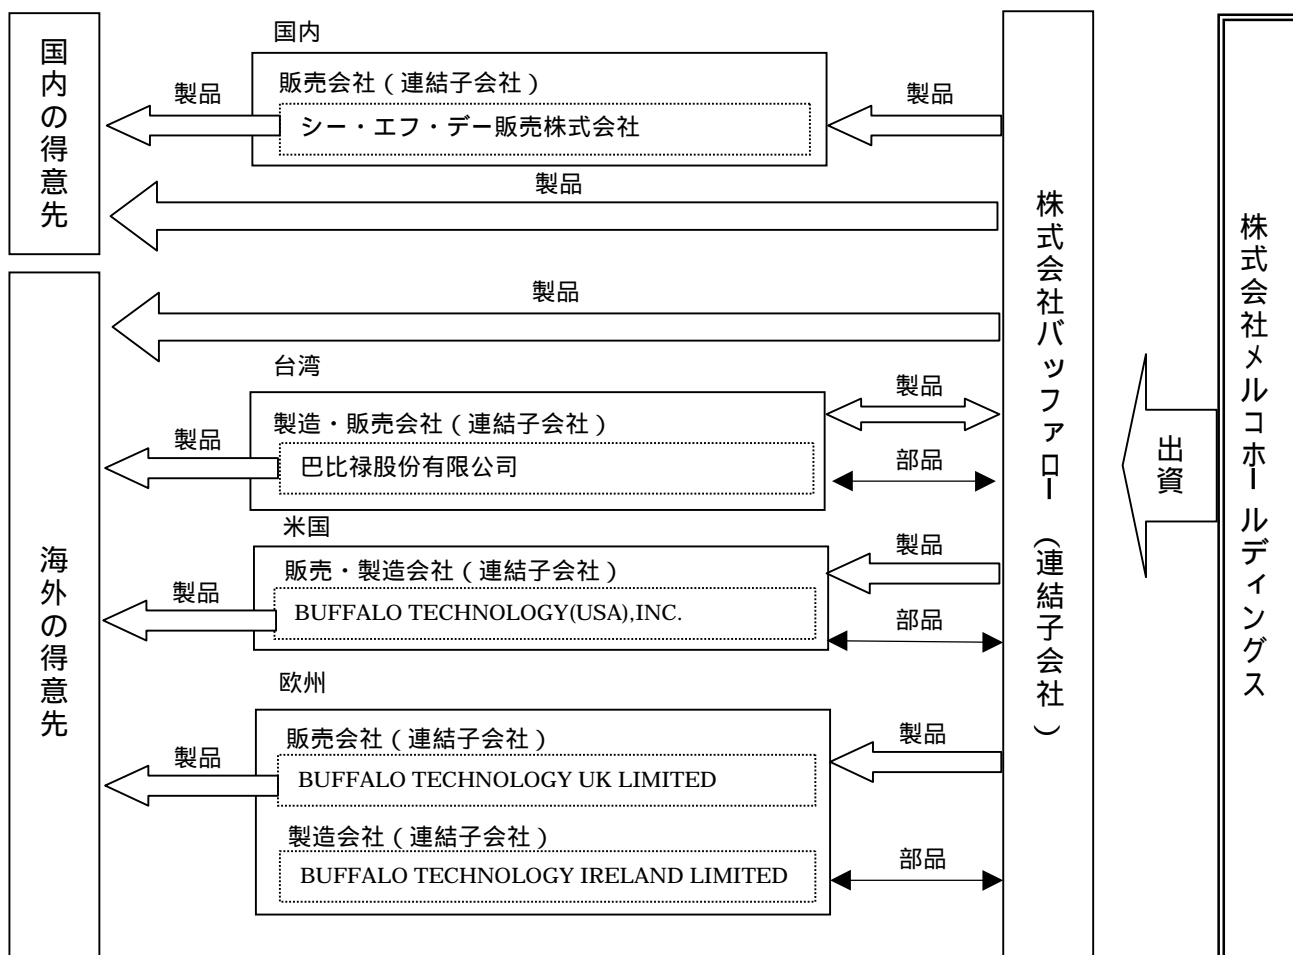 国内の得意先
国内
販売会社（連結子会社）
シー・エフ・デー販売株式会社
製品
製品
製品
製品
台湾
製造・販売会社（連結子会社）
巴比禄股份有限公司
製品
製品
部品
米国
販売・製造会社（連結子会社）
BUFFALO TECHNOLOGY(USA),INC.
製品
製品
部品
欧州
販売会社（連結子会社）
BUFFALO TECHNOLOGY UK LIMITED
製品
製品
製造会社（連結子会社）
BUFFALO TECHNOLOGY IRELAND LIMITED
部品
海外の得意先
株式会社バッファロー（連結子会社）
出資
株式会社メルコホールディングス